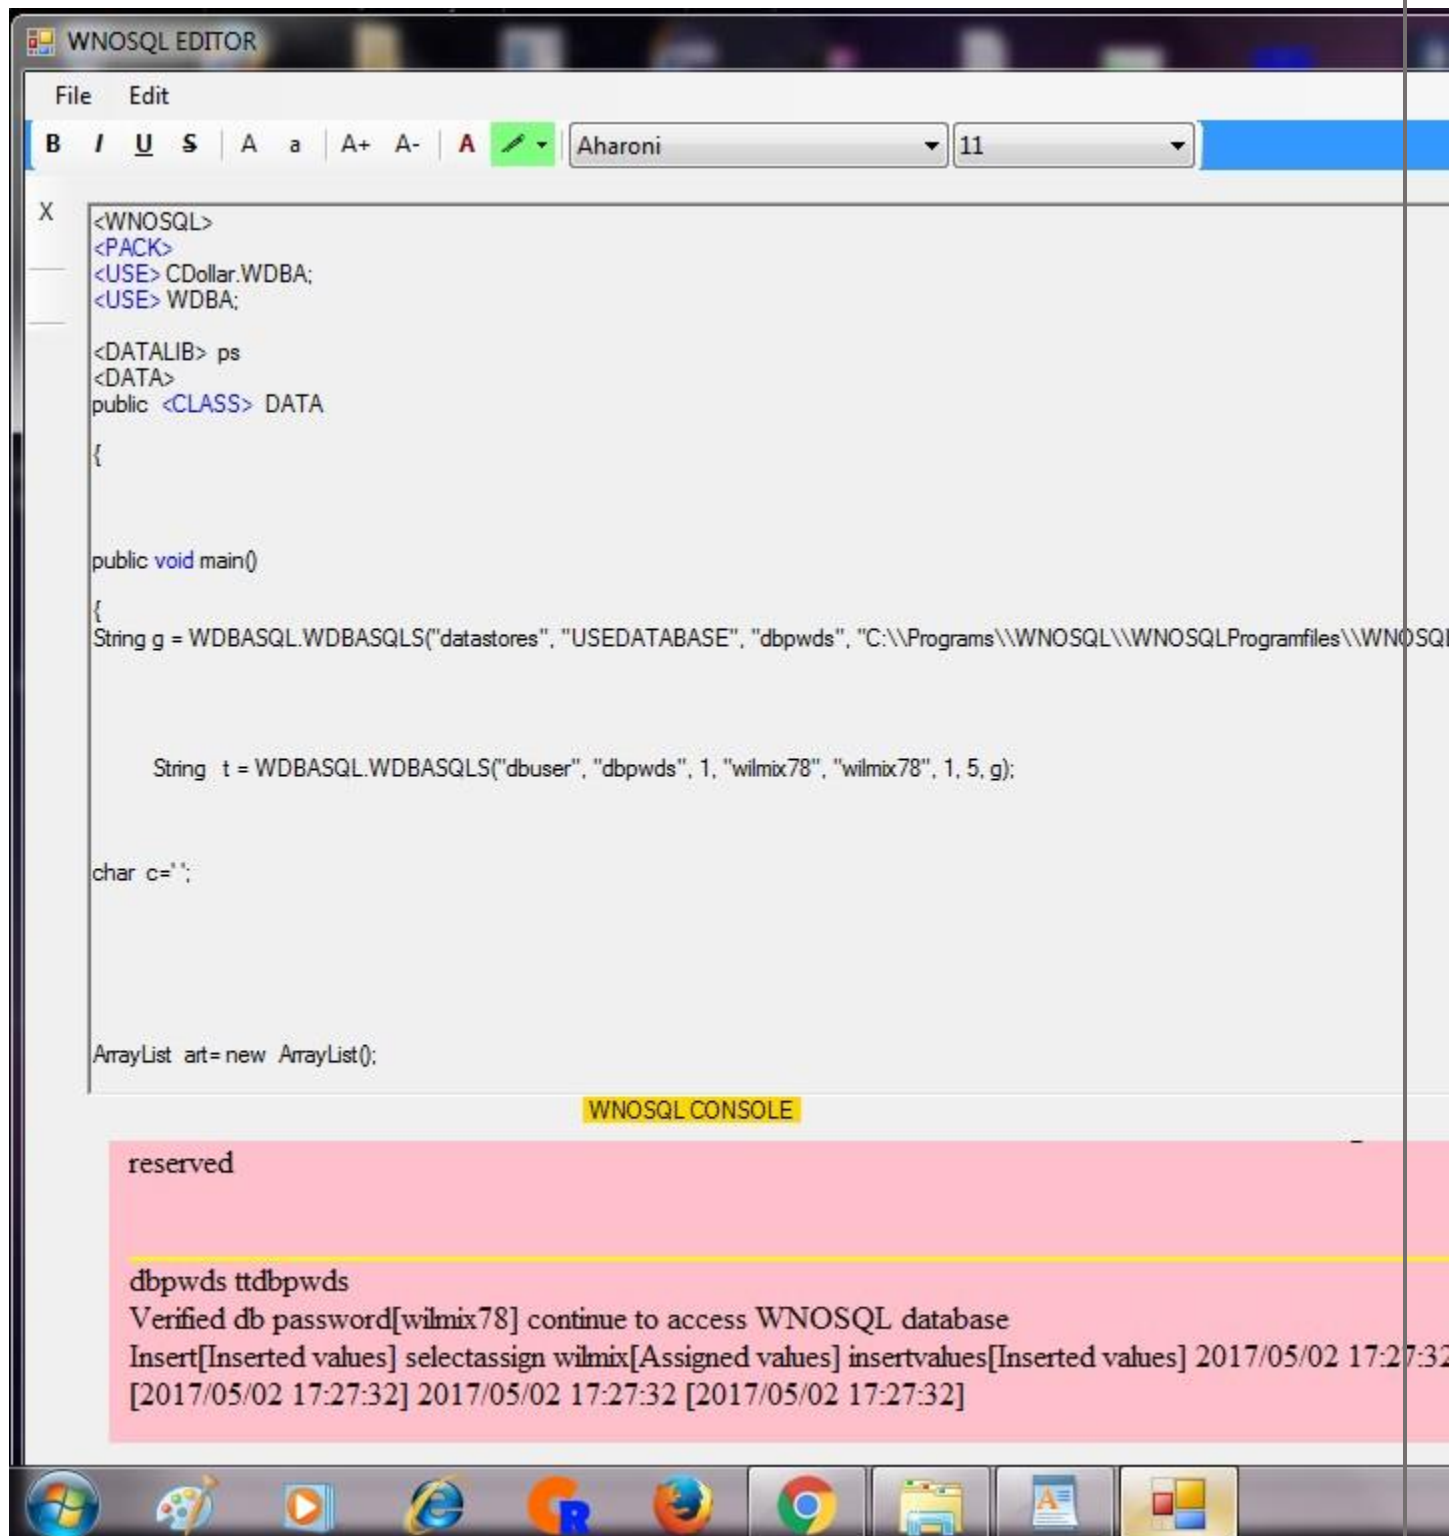 WNOSQL EDITOR
File Edit
B I U S A a A+ A- A Aharoni 11
X
<WNOSQL>
<PACK>
<USE> CDollar.WDBA;
<USE> WDBA;
<DATALIB> ps
<DATA>
public <CLASS> DATA
{
public void main()
{
String g = WDBASQL.WDBASQLS("datastores", "USEDATABASE", "dbpwds", "C:\\Programs\\WNOSQL\\WNOSQLProgramfiles\\WNOSQL
String t = WDBASQL.WDBASQLS("dbuser", "dbpwds", 1, "wilmix78", "wilmix78", 1, 5, g);
char c=' ';
ArrayList art= new ArrayList();
WNOSQL CONSOLE
reserved
dbpwds ttdbpwds
Verified db password[wilmix78] continue to access WNOSQL database
Insert[Inserted values] selectassign wilmix[Assigned values] insertvalues[Inserted values] 2017/05/02 17:27:32
[2017/05/02 17:27:32] 2017/05/02 17:27:32 [2017/05/02 17:27:32]